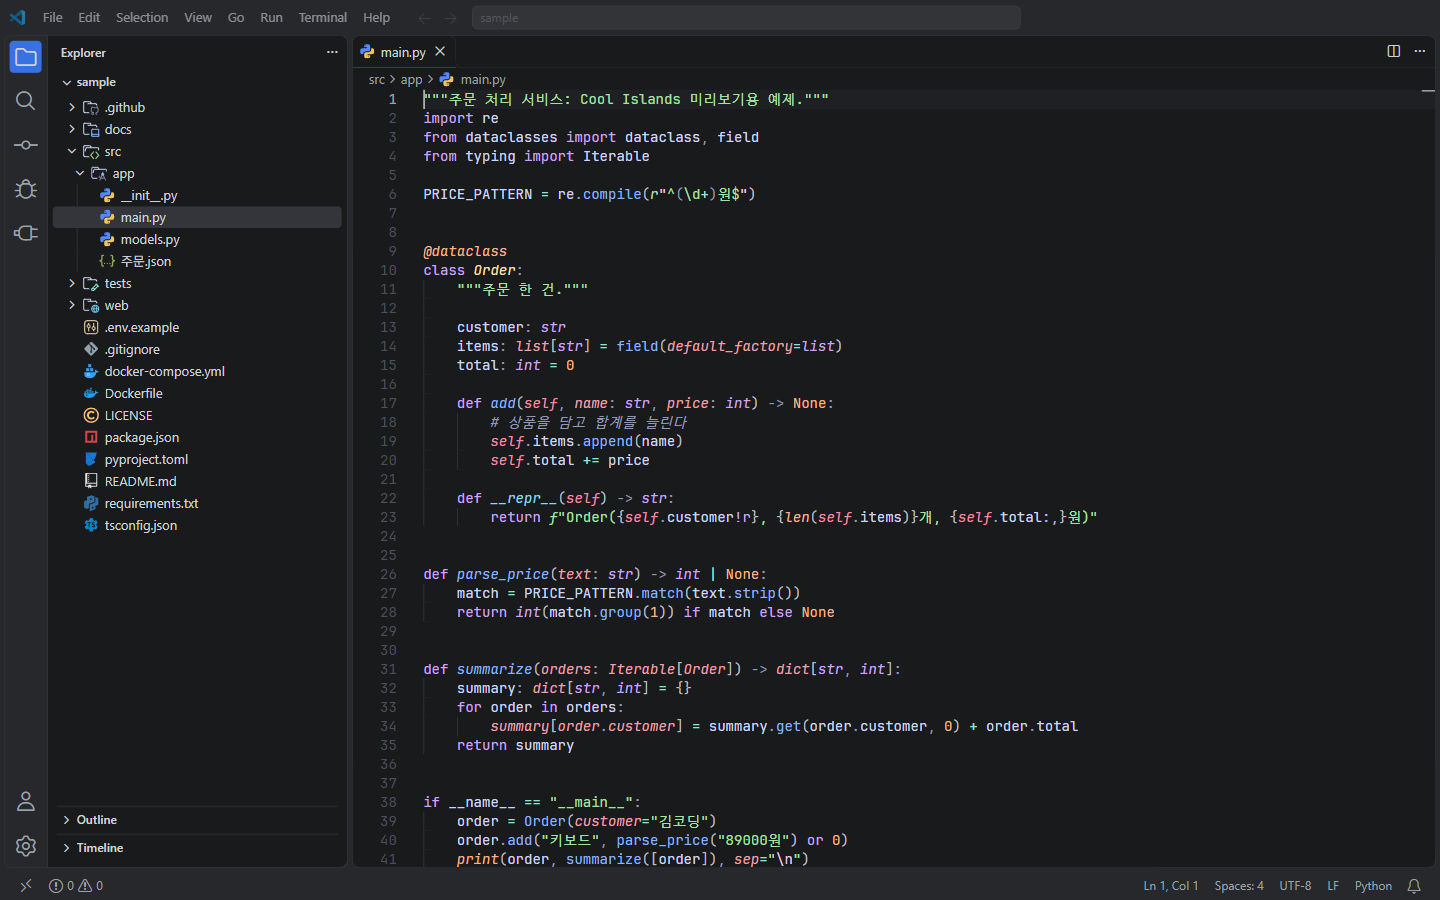 File Edit Selection View Go Run Terminal Help
sample
Explorer
sample
.github
docs
src
app
__init__.py
main.py
models.py
주문.json
tests
web
.env.example
.gitignore
docker-compose.yml
Dockerfile
LICENSE
package.json
pyproject.toml
README.md
requirements.txt
tsconfig.json
Outline
Timeline
main.py
src > app > main.py
1 """주문 처리 서비스: Cool Islands 미리보기용 예제."""
2 import re
3 from dataclasses import dataclass, field
4 from typing import Iterable
5
6 PRICE_PATTERN = re.compile(r"^(\d+)원$")
7
8
9 @dataclass
10 class Order:
11     """주문 한 건."""
12
13     customer: str
14     items: list[str] = field(default_factory=list)
15     total: int = 0
16
17     def add(self, name: str, price: int) -> None:
18         # 상품을 담고 합계를 늘린다
19         self.items.append(name)
20         self.total += price
21
22     def __repr__(self) -> str:
23         return f"Order({self.customer!r}, {len(self.items)}개, {self.total:,}원)"
24
25
26 def parse_price(text: str) -> int | None:
27     match = PRICE_PATTERN.match(text.strip())
28     return int(match.group(1)) if match else None
29
30
31 def summarize(orders: Iterable[Order]) -> dict[str, int]:
32     summary: dict[str, int] = {}
33     for order in orders:
34         summary[order.customer] = summary.get(order.customer, 0) + order.total
35     return summary
36
37
38 if __name__ == "__main__":
39     order = Order(customer="김코딩")
40     order.add("키보드", parse_price("89000원") or 0)
41     print(order, summarize([order]), sep="\n")
0 0
Ln 1, Col 1 Spaces: 4 UTF-8 LF Python